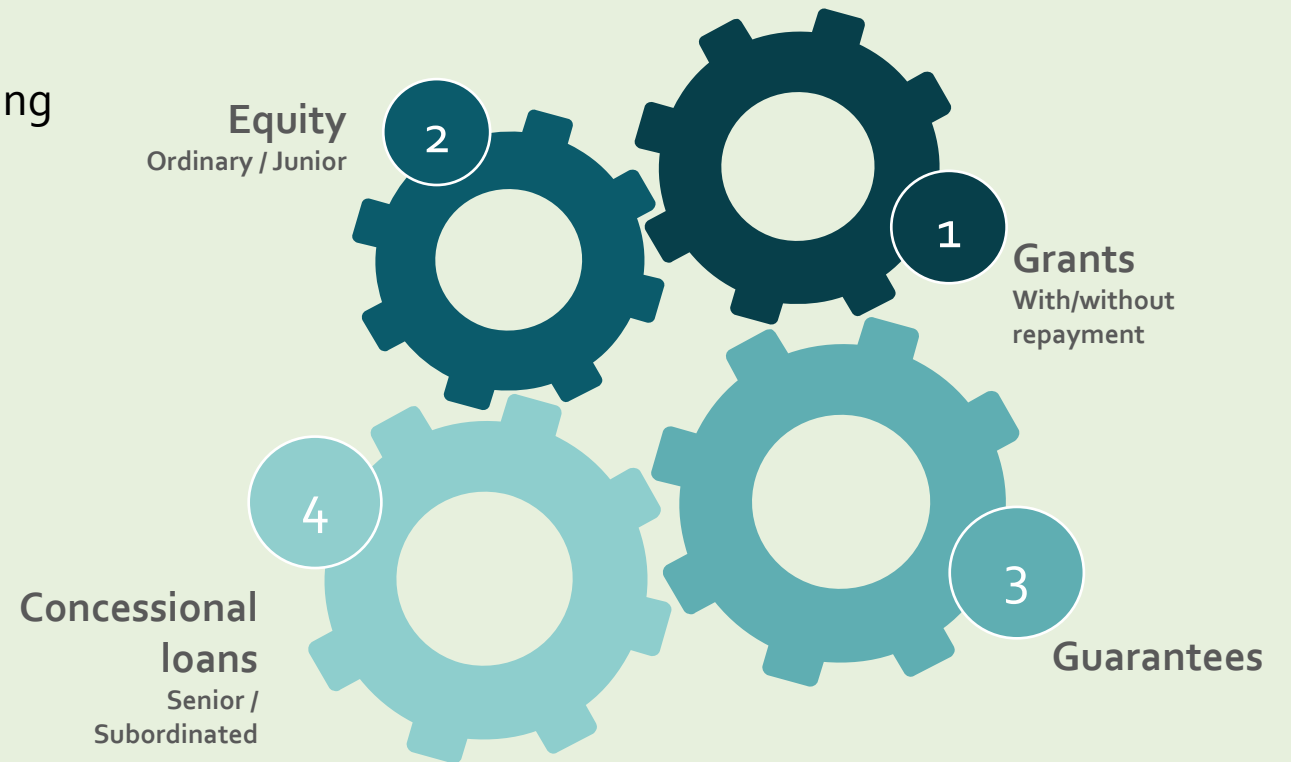 ng
2
Equity
Ordinary / Junior
1
Grants
With/without
repayment
4
Concessional
loans
Senior /
Subordinated
3
Guarantees